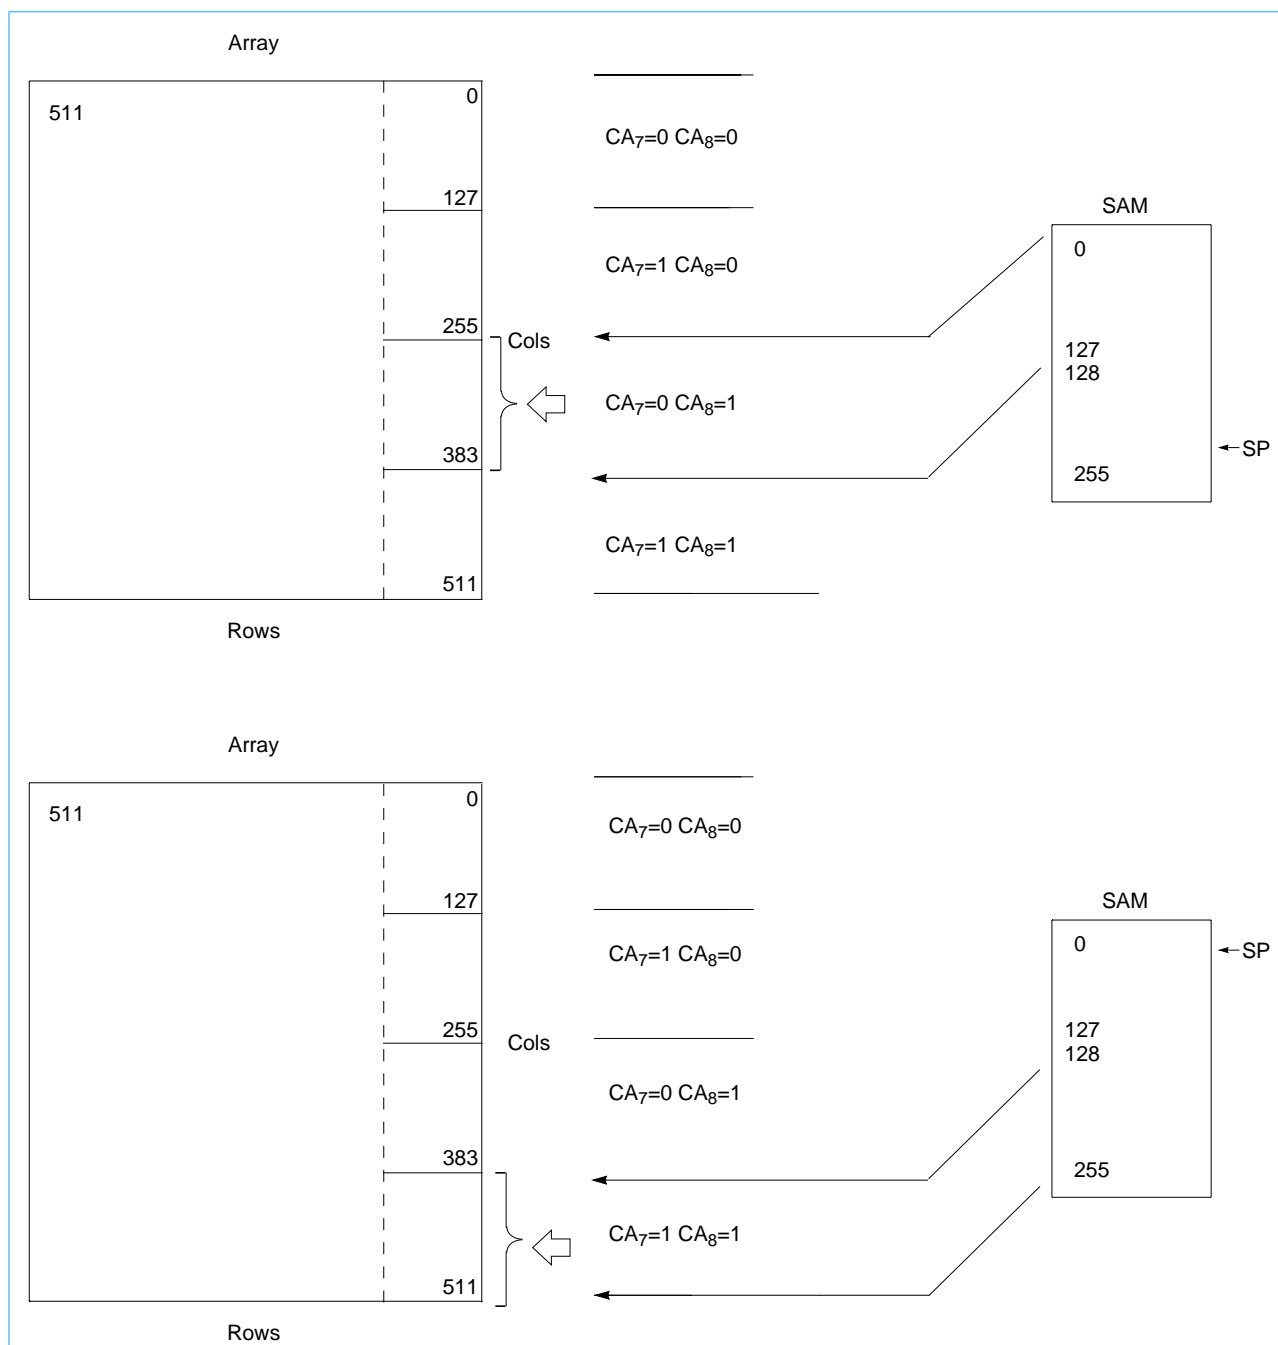 Array
0
511
CA7=0 CA8=0
127
SAM
CA7=1 CA8=0
0
255
Cols
127
128
CA7=0 CA8=1
383
SP
255
CA7=1 CA8=1
511
Rows
Array
0
511
CA7=0 CA8=0
127
SAM
CA7=1 CA8=0
0
SP
255
Cols
127
128
CA7=0 CA8=1
383
255
CA7=1 CA8=1
511
Rows